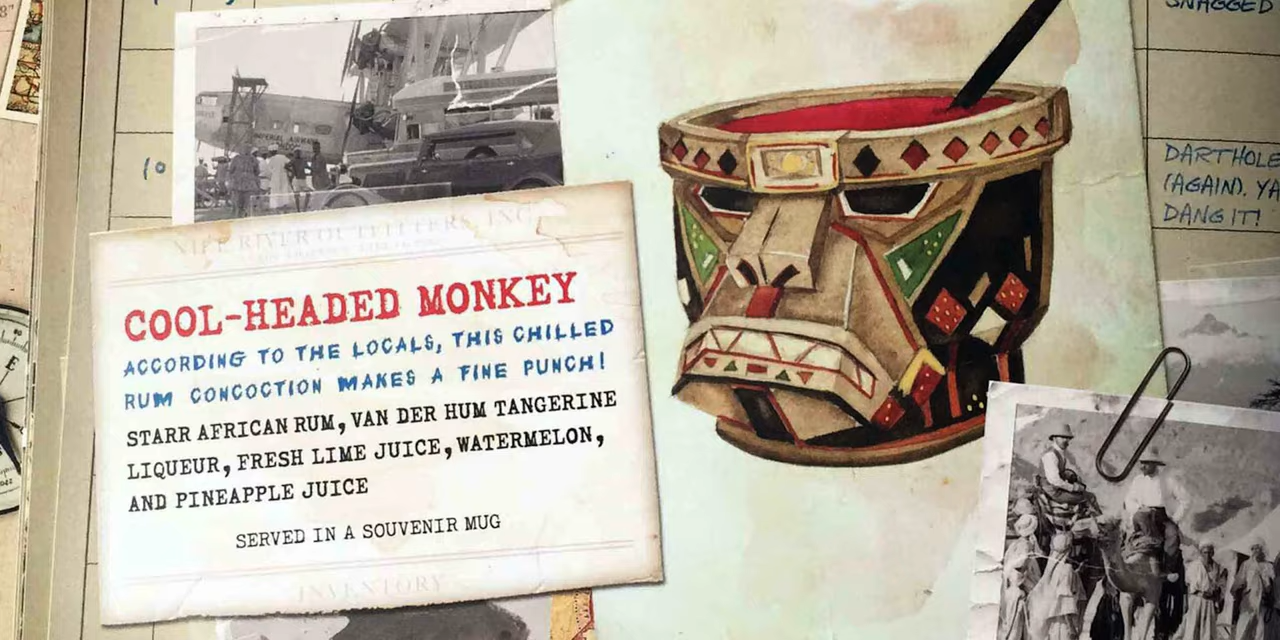 SNAGGED
10
IMPERIAL AIRWAYS
DARTHOLE
(AGAIN). YA
DANG IT!
NILE RIVER OUTFITTERS, INC.
COOL-HEADED MONKEY
ACCORDING TO THE LOCALS, THIS CHILLED
RUM CONCOCTION MAKES A FINE PUNCH!
STARR AFRICAN RUM, VAN DER HUM TANGERINE
LIQUEUR, FRESH LIME JUICE, WATERMELON,
AND PINEAPPLE JUICE
SERVED IN A SOUVENIR MUG
INVENTORY
E